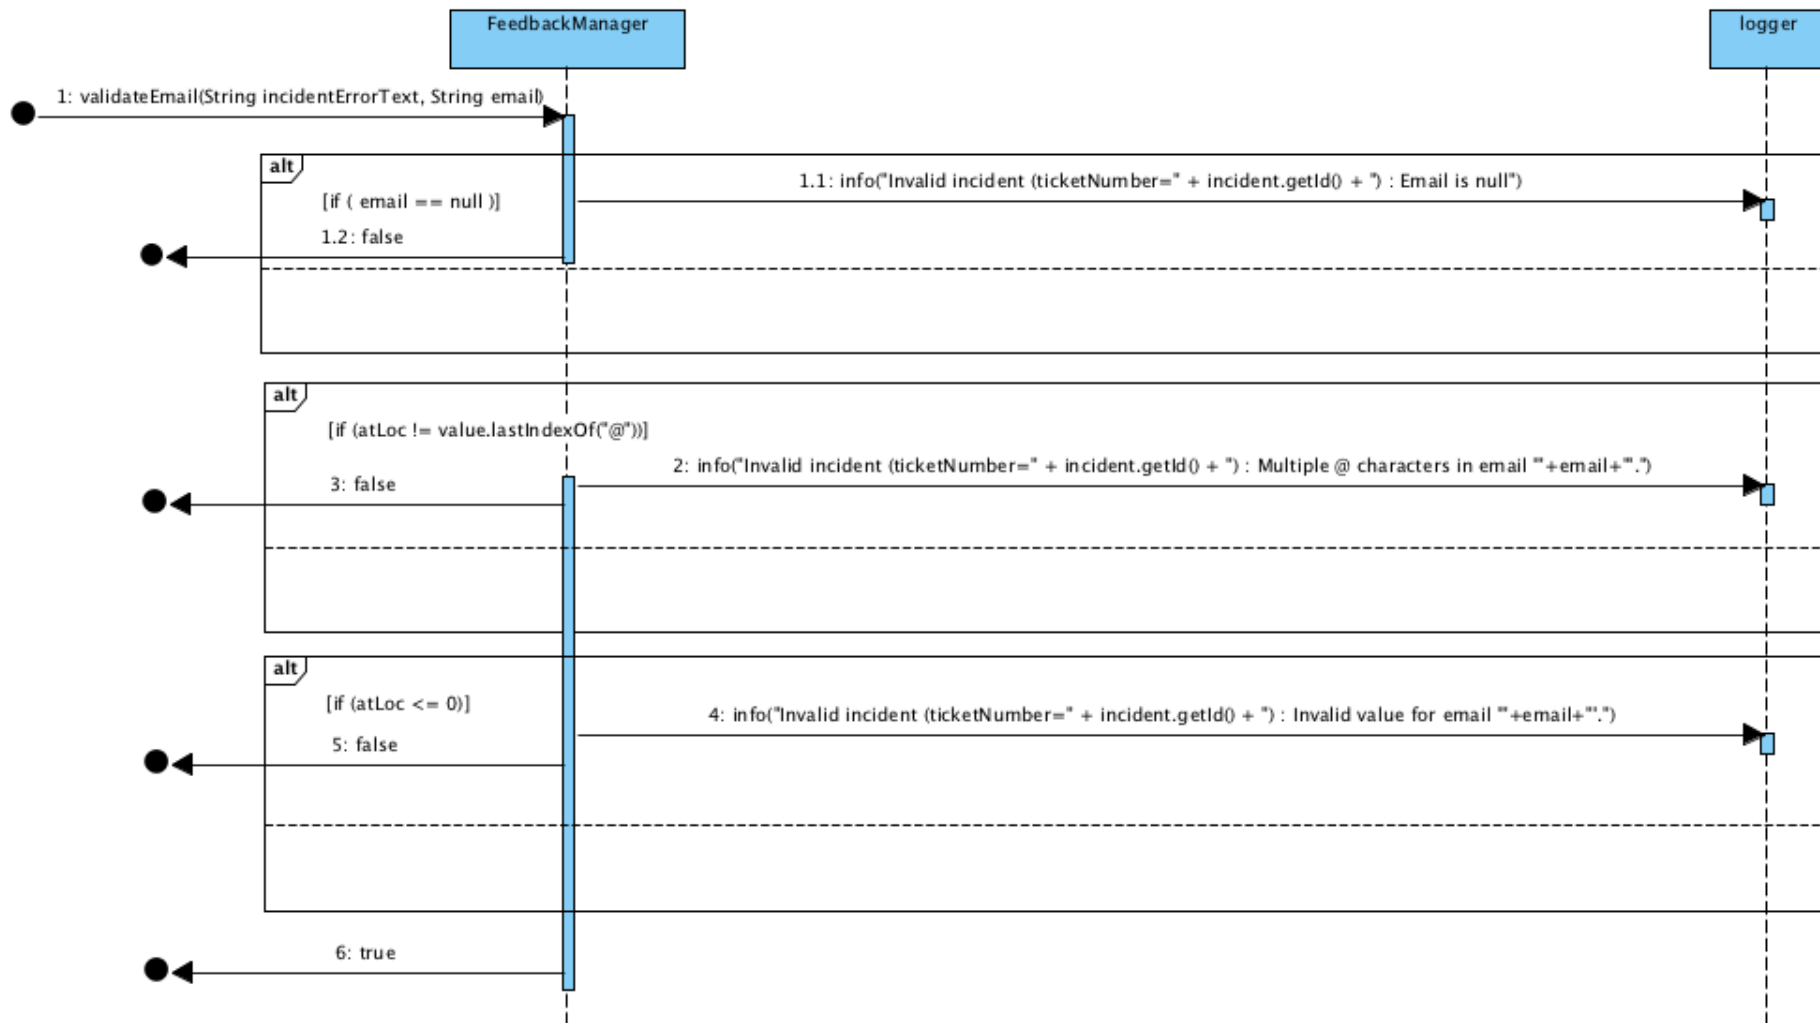 FeedbackManager
logger
1: validateEmail(String incidentErrorText, String email)
alt
1.1: info("Invalid incident (ticketNumber=" + incident.getId() + ") : Email is null")
[if ( email == null )]
1.2: false
alt
[if (atLoc != value.lastIndexOf("@"))]
2: info("Invalid incident (ticketNumber=" + incident.getId() + ") : Multiple @ characters in email '"+email+"'.")
3: false
alt
[if (atLoc <= 0)]
4: info("Invalid incident (ticketNumber=" + incident.getId() + ") : Invalid value for email '"+email+"'.")
5: false
6: true